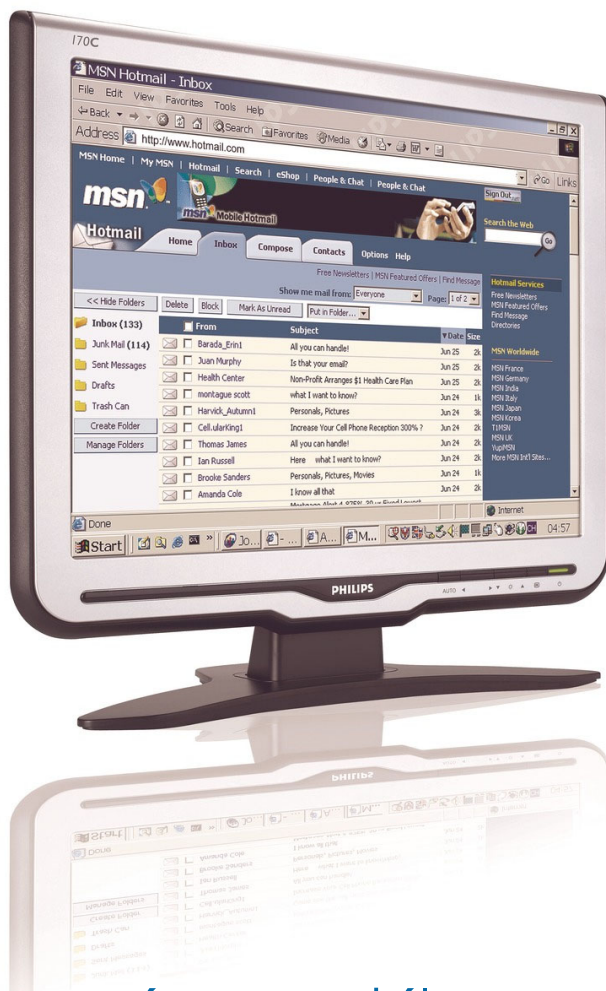 170C
MSN Hotmail - Inbox
File Edit View Favorites Tools Help
Back Search Favorites Media
Address http://www.hotmail.com Go Links
MSN Home | My MSN | Hotmail | Search | eShop | People & Chat | People & Chat
Sign Out
msn
msn Mobile Hotmail
Search the Web
Go
Hotmail
Home Inbox Compose Contacts Options Help
Free Newsletters | MSN Featured Offers | Find Message
Show me mail from: Everyone Page: 1 of 2
<< Hide Folders Delete Block Mark As Unread Put in Folder...
From Subject Date Size
Inbox (133)
Junk Mail (114)
Sent Messages
Drafts
Trash Can
Create Folder
Manage Folders
Barada_Erin1 All you can handle! Jun 25 2k
Juan Murphy Is that your email? Jun 25 2k
Health Center Non-Profit Arranges $1 Health Care Plan Jun 25 2k
montague scott what I want to know? Jun 24 1k
Harvick_Autumn1 Personals, Pictures Jun 24 3k
Cell.ularKing1 Increase Your Cell Phone Reception 300% ? Jun 24 2k
Thomas James All you can handle! Jun 24 2k
Ian Russell Here what I want to know? Jun 24 2k
Brooke Sanders Personals, Pictures, Movies Jun 24 1k
Amanda Cole I know all that Jun 24 2k
Hotmail Services
Free Newsletters
MSN Featured Offers
Find Message
Directories
MSN Worldwide
MSN France
MSN Germany
MSN India
MSN Italy
MSN Japan
MSN Korea
T1MSN
MSN UK
YupiMSN
More MSN Int'l Sites...
Done Internet
Start Jo... - ... A... M... 04:57
PHILIPS
AUTO